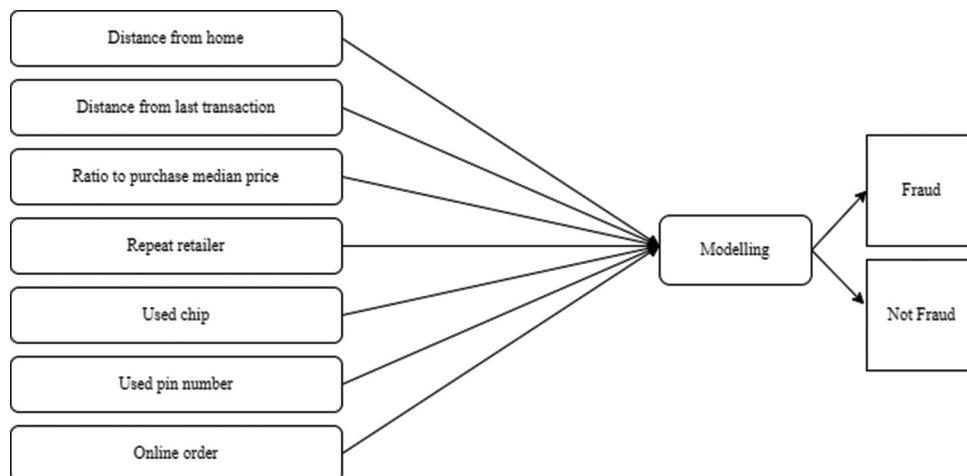 Distance from home
Distance from last transaction
Ratio to purchase median price
Repeat retailer
Used chip
Used pin number
Online order
Modelling
Fraud
Not Fraud